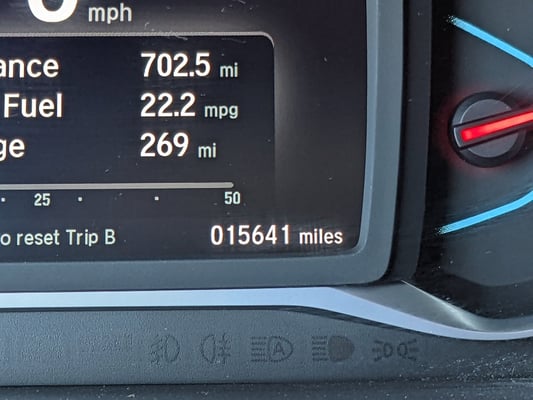 mph
ance 702.5 mi
Fuel 22.2 mpg
ge 269 mi
25 50
o reset Trip B 015641 miles
A